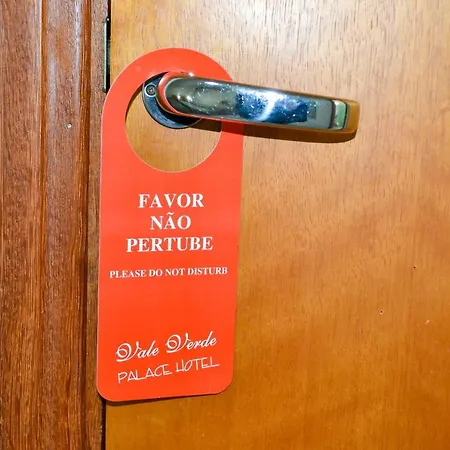 FAVOR
NÃO
PERTUBE
PLEASE DO NOT DISTURB
Vale Verde
PALACE HOTEL